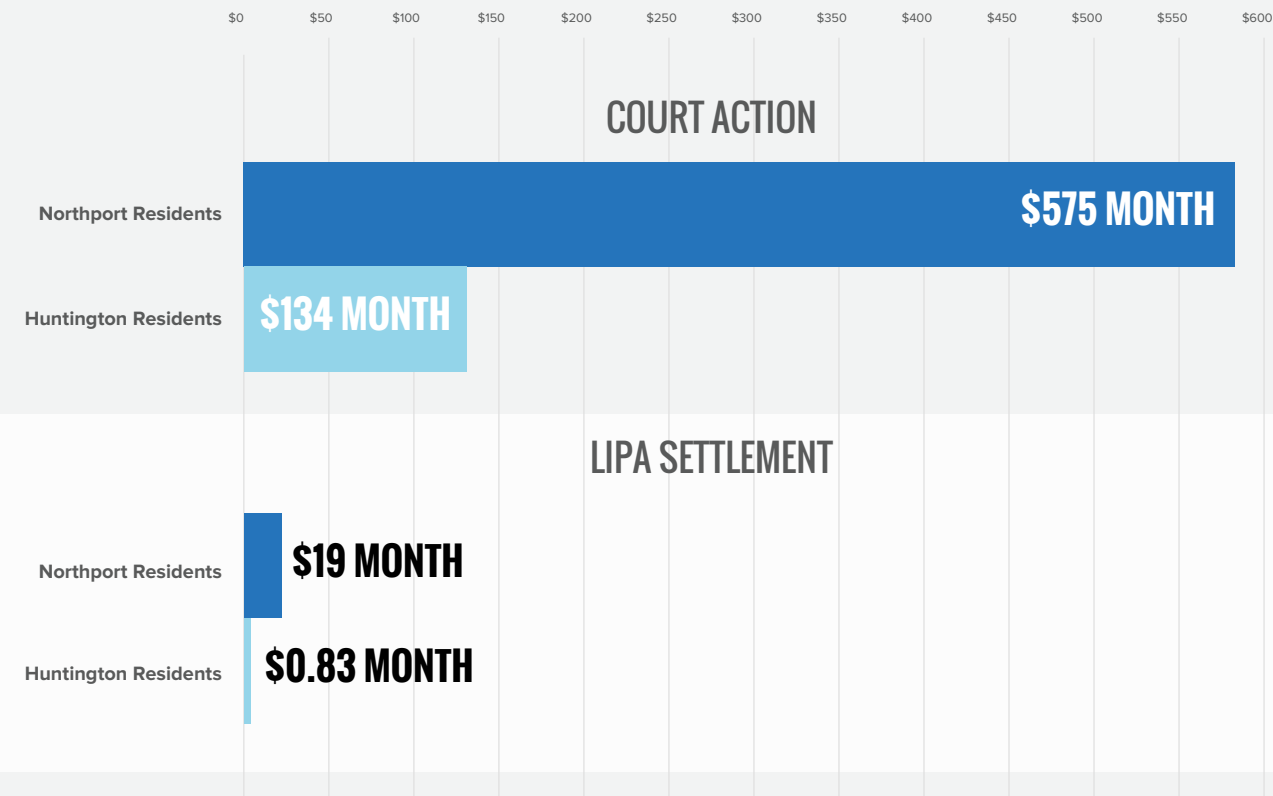 $0 $50 $100 $150 $200 $250 $300 $350 $400 $450 $500 $550 $600
COURT ACTION
Northport Residents $575 MONTH
Huntington Residents $134 MONTH
LIPA SETTLEMENT
Northport Residents $19 MONTH
Huntington Residents $0.83 MONTH